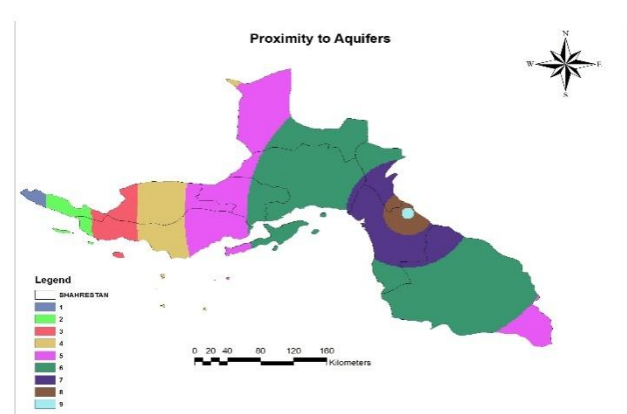 Proximity to Aquifers
N
W E
S
Legend
SHAHRESTAN
1
2
3
4
5
6
7
8
9
0 20 40 80 120 160
Kilometers